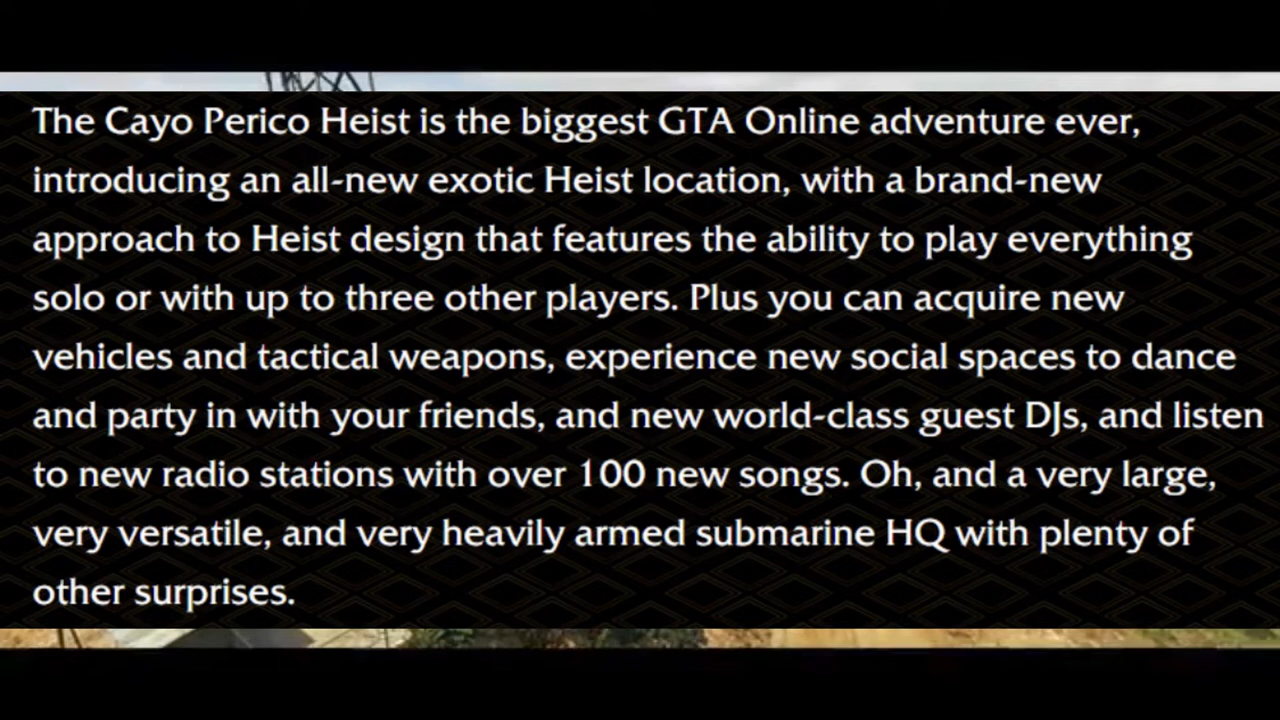 The Cayo Perico Heist is the biggest GTA Online adventure ever,
introducing an all-new exotic Heist location, with a brand-new
approach to Heist design that features the ability to play everything
solo or with up to three other players. Plus you can acquire new
vehicles and tactical weapons, experience new social spaces to dance
and party in with your friends, and new world-class guest DJs, and listen
to new radio stations with over 100 new songs. Oh, and a very large,
very versatile, and very heavily armed submarine HQ with plenty of
other surprises.